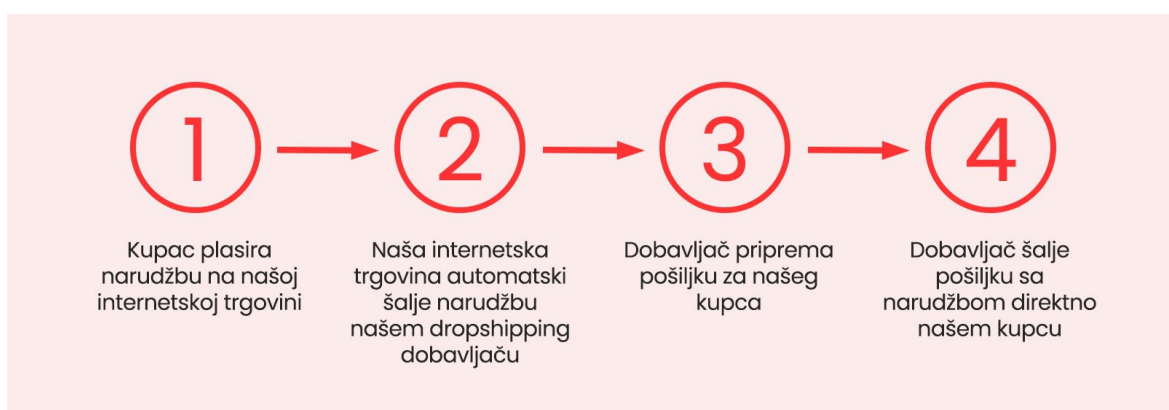 1
2
3
4
Kupac plasira
narudžbu na našoj
internetskoj trgovini
Naša internetska
trgovina automatski
šalje narudžbu
našem dropshipping
dobavljaču
Dobavljač priprema
pošiljku za našeg
kupca
Dobavljač šalje
pošiljku sa
narudžbom direktno
našem kupcu